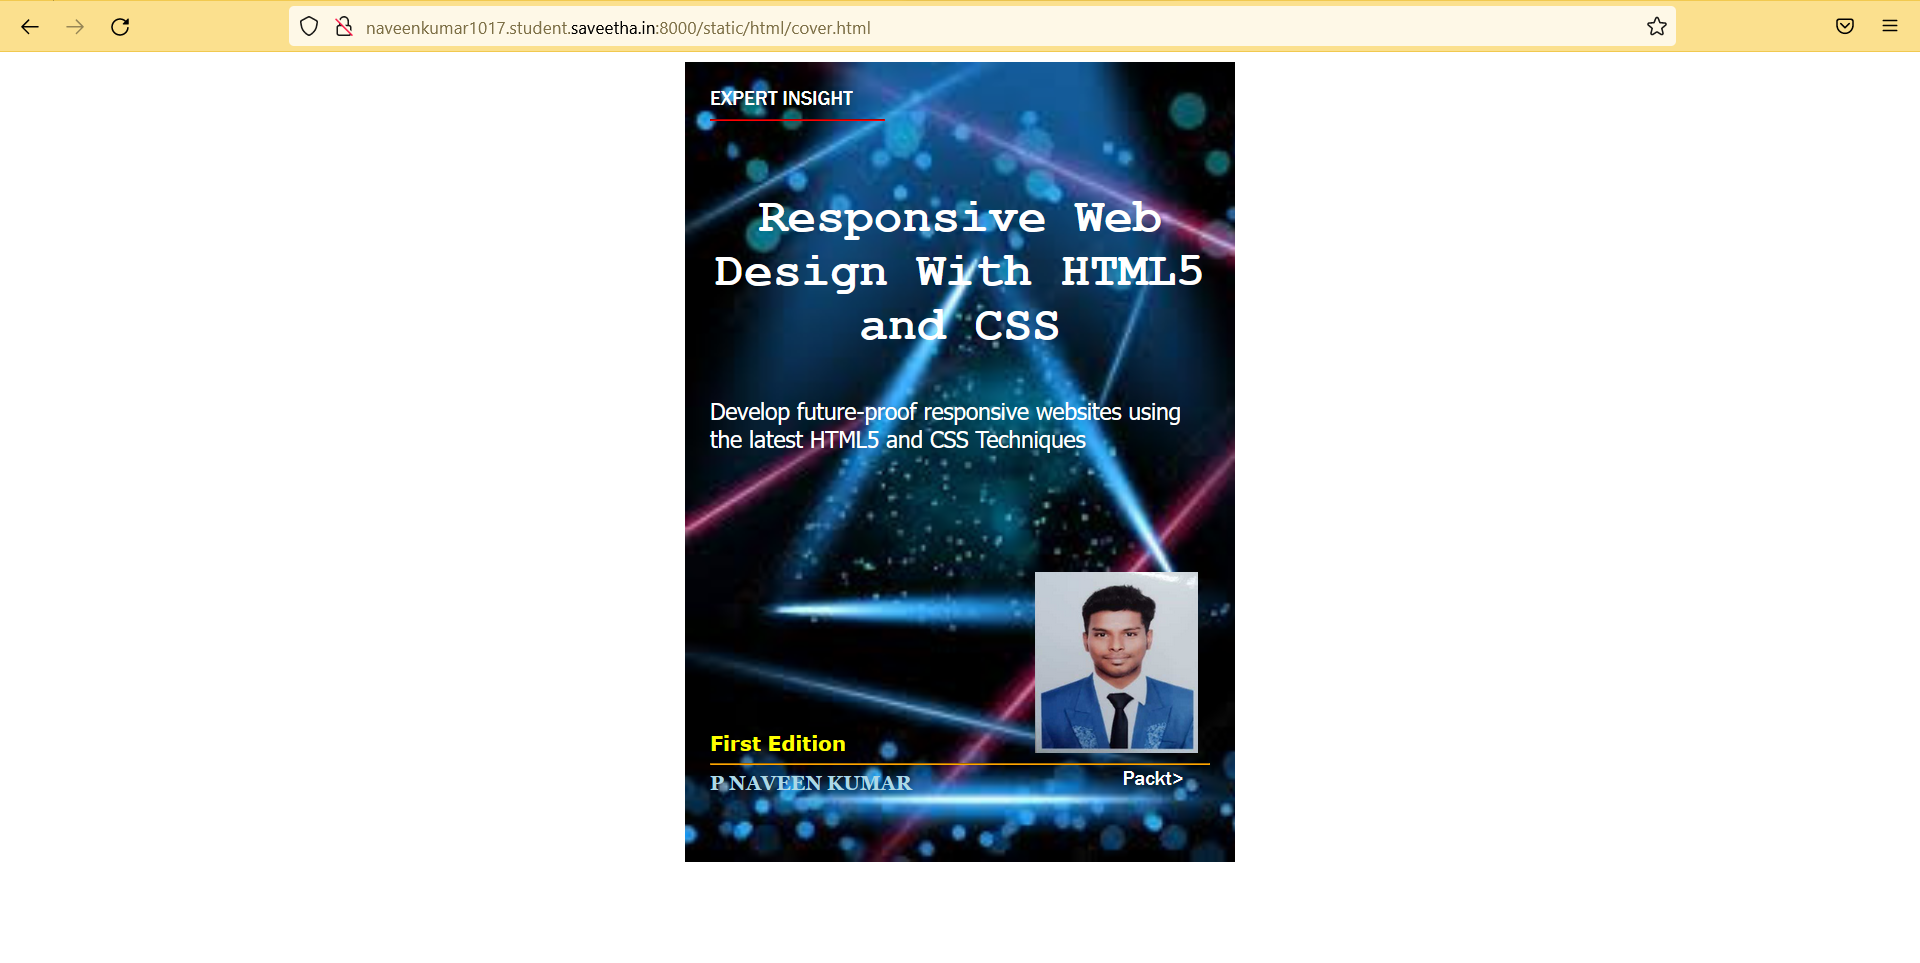 naveenkumar1017.student.saveetha.in:8000/static/html/cover.html
EXPERT INSIGHT
Responsive Web
Design With HTML5
and CSS
Develop future-proof responsive websites using
the latest HTML5 and CSS Techniques
First Edition
P NAVEEN KUMAR
Packt>